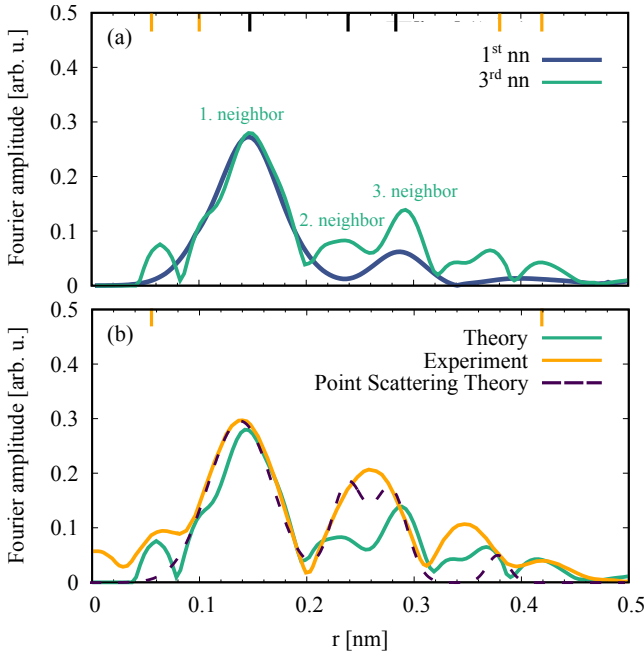 0.5
(a)
1st nn
3rd nn
0.4
0.3
1. neighbor
0.2
3. neighbor
2. neighbor
0.1
0
Fourier amplitude [arb. u.]
0.5
(b)
Theory
Experiment
Point Scattering Theory
0.4
0.3
0.2
0.1
0
Fourier amplitude [arb. u.]
0 0.1 0.2 0.3 0.4 0.5
r [nm]